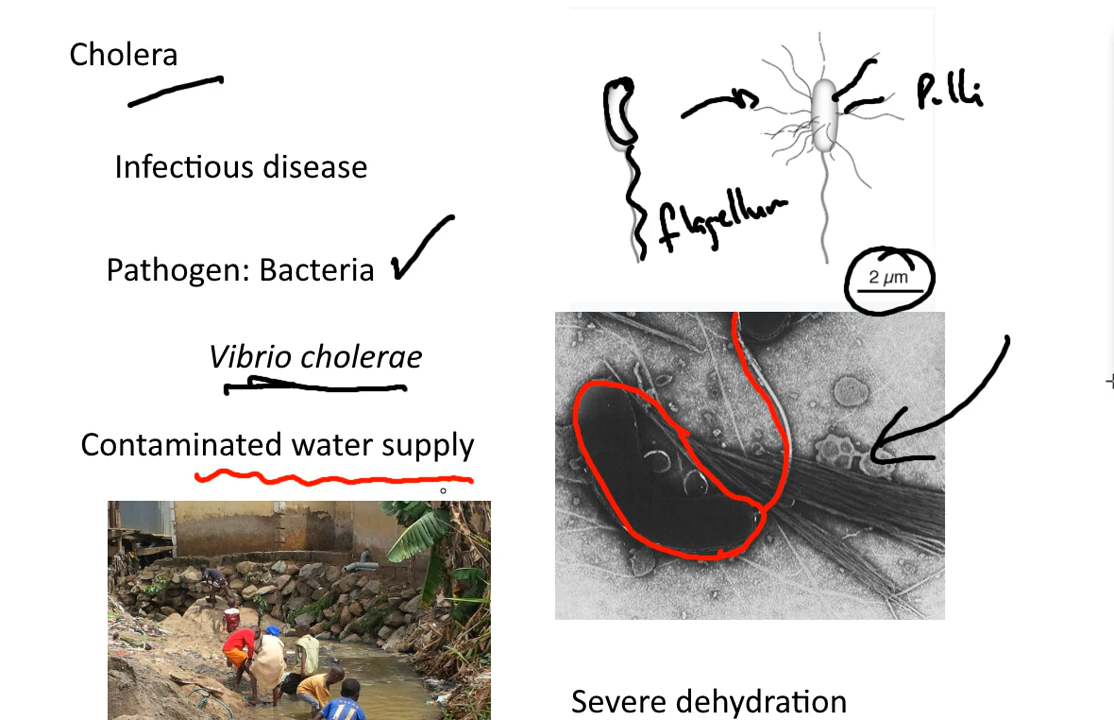 Cholera
Infectious disease
Pathogen: Bacteria
Vibrio cholerae
Contaminated water supply
Pilli
flagellum
2 µm
Severe dehydration